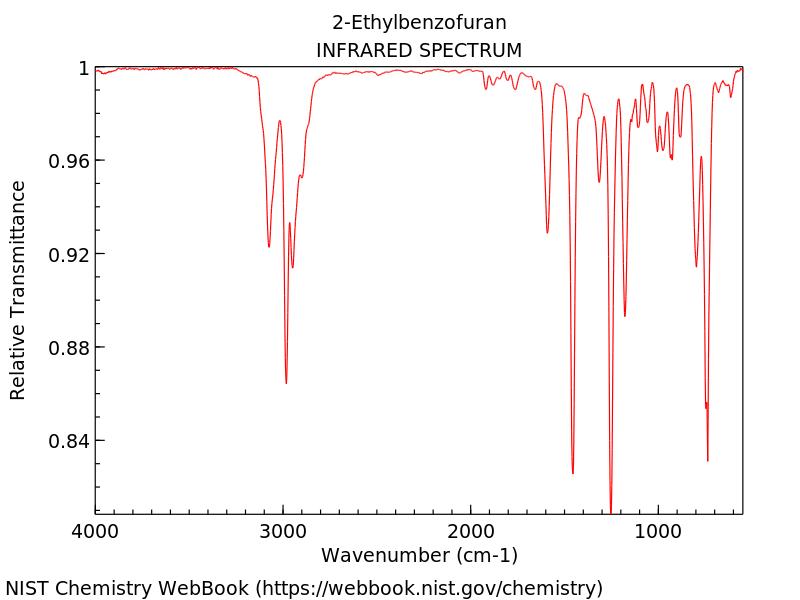 2-Ethylbenzofuran
INFRARED SPECTRUM
1
0.96
0.92
0.88
0.84
Relative Transmittance
4000 3000 2000 1000
Wavenumber (cm-1)
NIST Chemistry WebBook (https://webbook.nist.gov/chemistry)